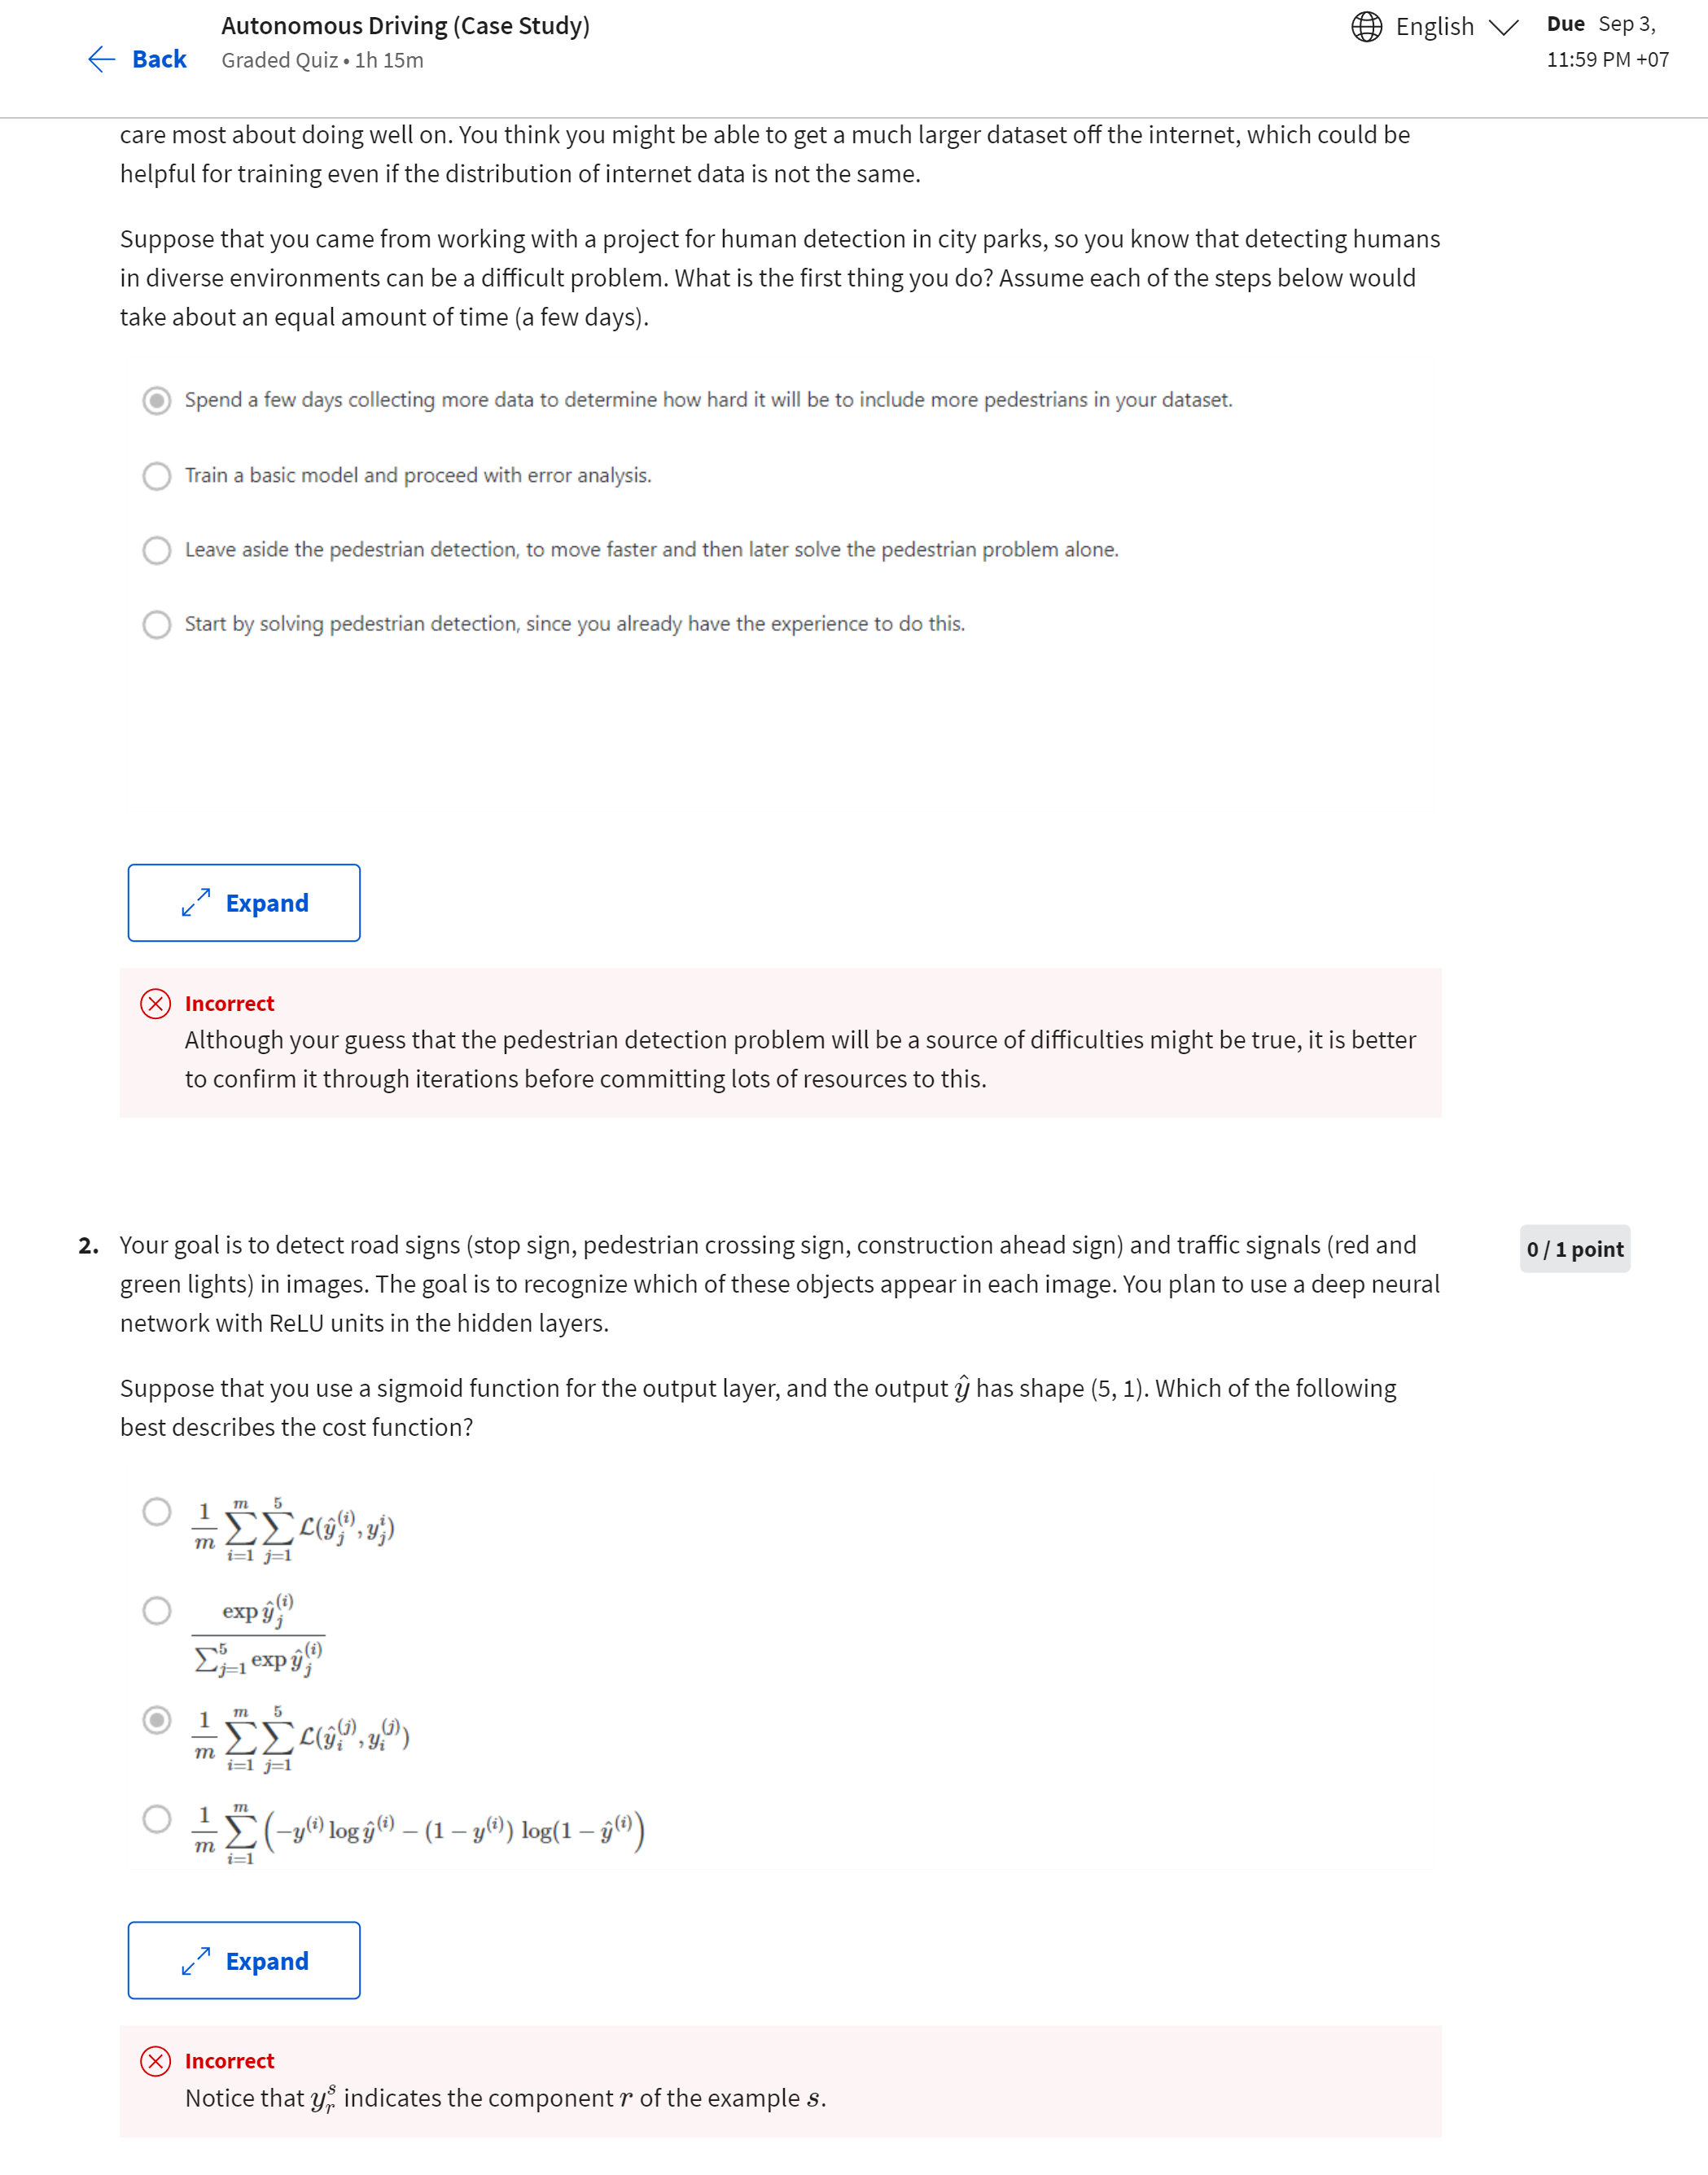 Autonomous Driving (Case Study)
Back
Graded Quiz • 1h 15m
English
Due Sep 3,
11:59 PM +07
care most about doing well on. You think you might be able to get a much larger dataset off the internet, which could be
helpful for training even if the distribution of internet data is not the same.
Suppose that you came from working with a project for human detection in city parks, so you know that detecting humans
in diverse environments can be a difficult problem. What is the first thing you do? Assume each of the steps below would
take about an equal amount of time (a few days).
Spend a few days collecting more data to determine how hard it will be to include more pedestrians in your dataset.
Train a basic model and proceed with error analysis.
Leave aside the pedestrian detection, to move faster and then later solve the pedestrian problem alone.
Start by solving pedestrian detection, since you already have the experience to do this.
Expand
Incorrect
Although your guess that the pedestrian detection problem will be a source of difficulties might be true, it is better
to confirm it through iterations before committing lots of resources to this.
2. Your goal is to detect road signs (stop sign, pedestrian crossing sign, construction ahead sign) and traffic signals (red and
0 / 1 point
green lights) in images. The goal is to recognize which of these objects appear in each image. You plan to use a deep neural
network with ReLU units in the hidden layers.
Suppose that you use a sigmoid function for the output layer, and the output ŷ has shape (5, 1). Which of the following
best describes the cost function?
\frac{1}{m} \sum_{i=1}^{m} \sum_{j=1}^{5} \mathcal{L}(\hat{y}_j^{(i)}, y_j^{i})
\frac{\exp \hat{y}_j^{(i)}}{\sum_{j=1}^{5} \exp \hat{y}_j^{(i)}}
\frac{1}{m} \sum_{i=1}^{m} \sum_{j=1}^{5} \mathcal{L}(\hat{y}_i^{(j)}, y_i^{(j)})
\frac{1}{m} \sum_{i=1}^{m} \left(-y^{(i)} \log \hat{y}^{(i)} - (1 - y^{(i)}) \log(1 - \hat{y}^{(i)})\right)
Expand
Incorrect
Notice that y_r^s indicates the component r of the example s.